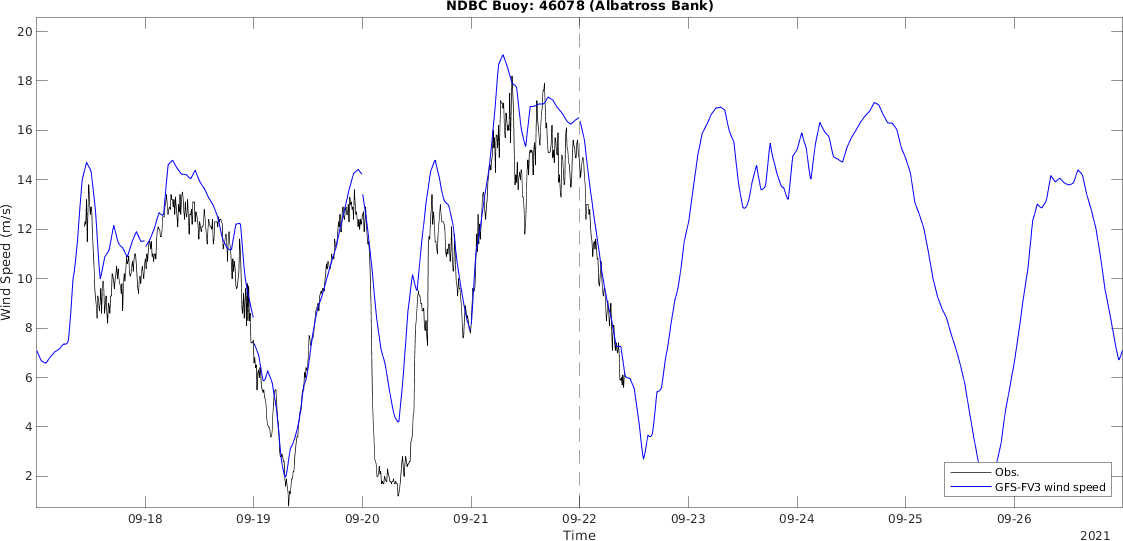 NDBC Buoy: 46078 (Albatross Bank)
20
18
16
14
12
10
8
6
4
2
Wind Speed (m/s)
09-18 09-19 09-20 09-21 09-22 09-23 09-24 09-25 09-26
Time
2021
Obs.
GFS-FV3 wind speed